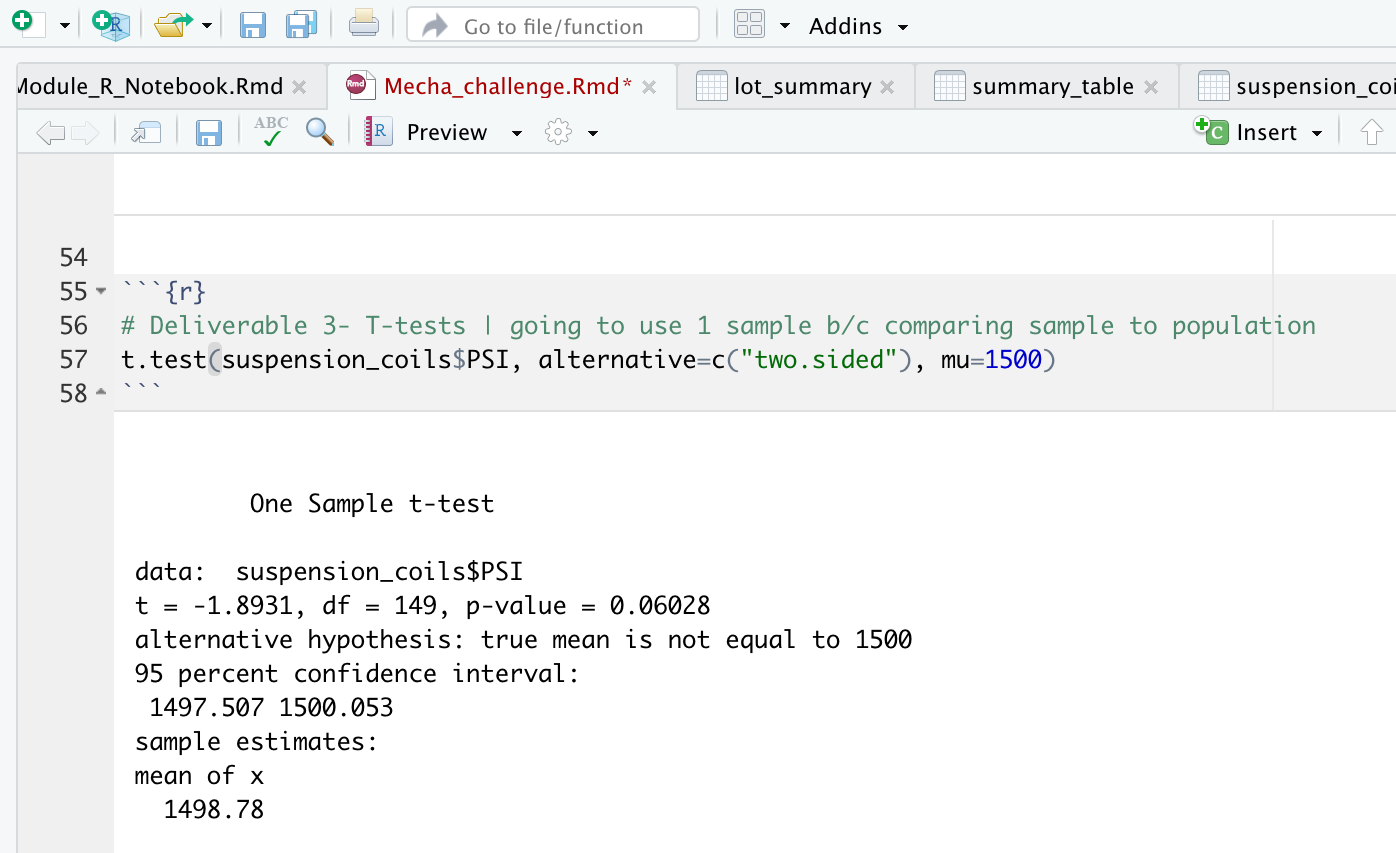 Go to file/function
Addins
Module_R_Notebook.Rmd
Mecha_challenge.Rmd*
lot_summary
summary_table
suspension_coi
ABC
Preview
Insert
54
55 ```{r}
56 # Deliverable 3- T-tests | going to use 1 sample b/c comparing sample to population
57 t.test(suspension_coils$PSI, alternative=c("two.sided"), mu=1500)
58 ```
One Sample t-test
data:  suspension_coils$PSI
t = -1.8931, df = 149, p-value = 0.06028
alternative hypothesis: true mean is not equal to 1500
95 percent confidence interval:
1497.507 1500.053
sample estimates:
mean of x
1498.78